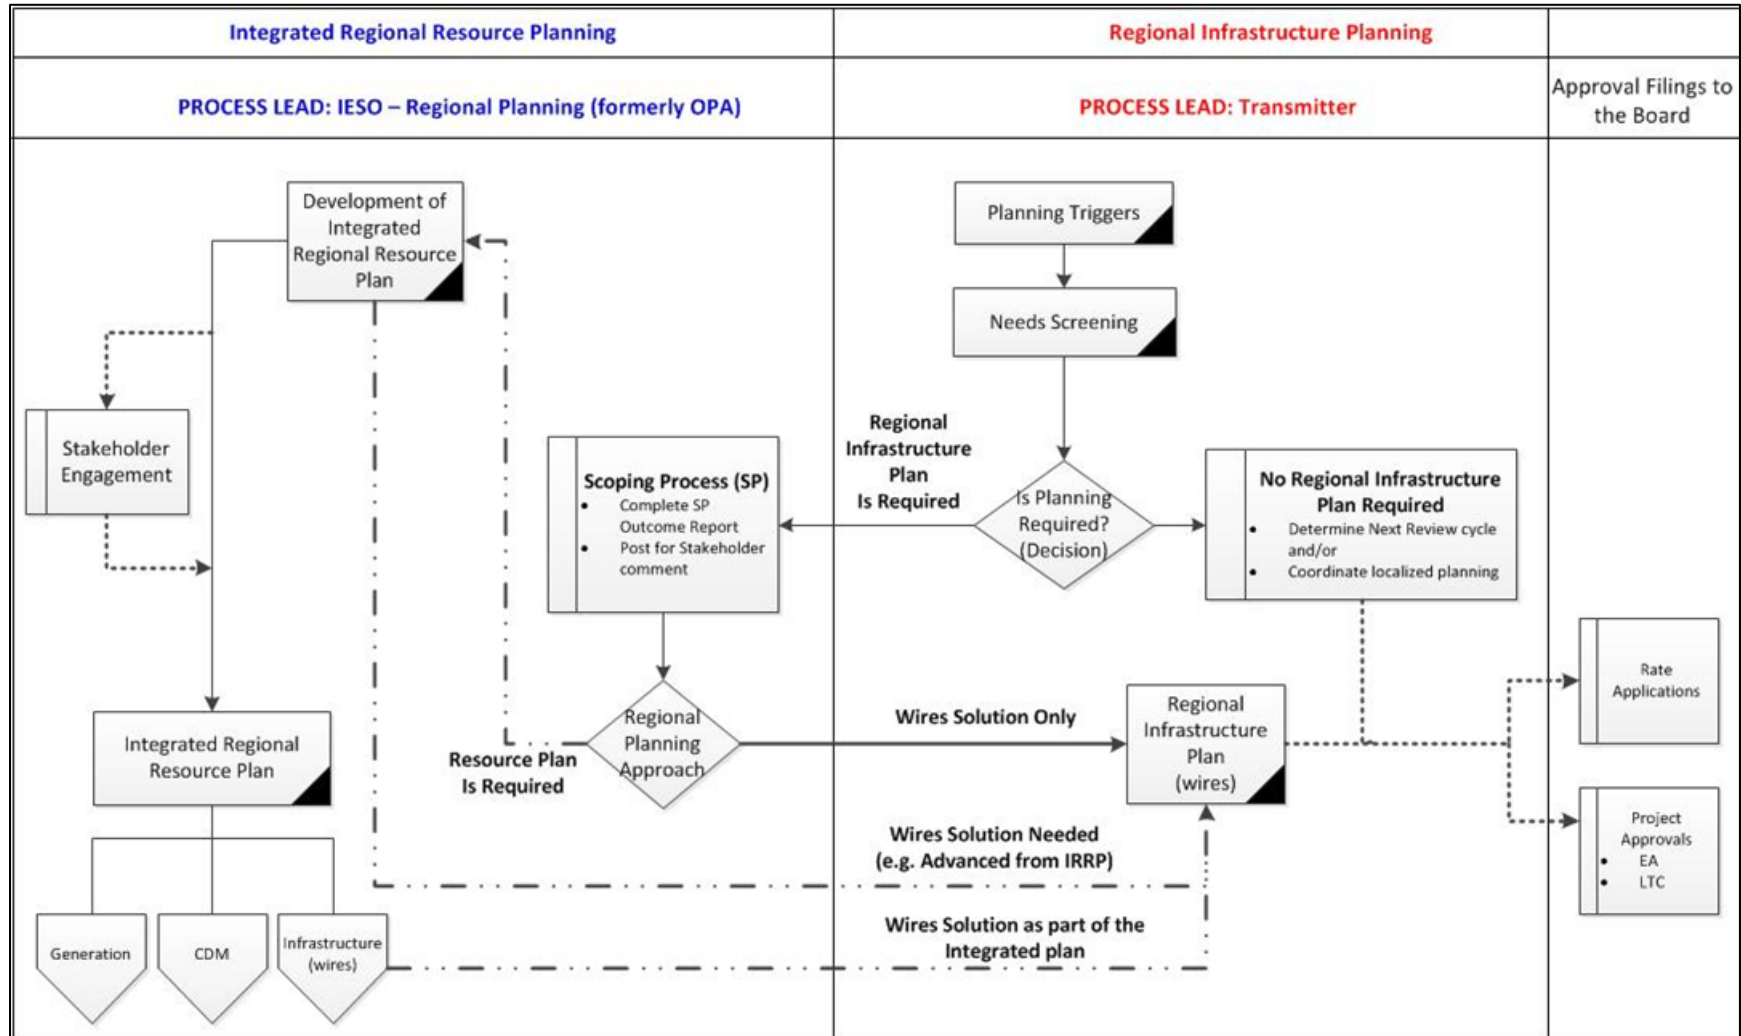 Integrated Regional Resource Planning
Regional Infrastructure Planning
PROCESS LEAD: IESO – Regional Planning (formerly OPA)
PROCESS LEAD: Transmitter
Approval Filings to
the Board
Development of
Integrated
Regional Resource
Plan
Planning Triggers
Needs Screening
Stakeholder
Engagement
Scoping Process (SP)
• Complete SP
Outcome Report
• Post for Stakeholder
comment
Regional
Infrastructure
Plan
Is Required
Is Planning
Required?
(Decision)
No Regional Infrastructure
Plan Required
• Determine Next Review cycle
and/or
• Coordinate localized planning
Rate
Applications
Integrated Regional
Resource Plan
Resource Plan
Is Required
Regional
Planning
Approach
Wires Solution Only
Regional
Infrastructure
Plan
(wires)
Wires Solution Needed
(e.g. Advanced from IRRP)
Project
Approvals
• EA
• LTC
Generation
CDM
Infrastructure
(wires)
Wires Solution as part of the
Integrated plan